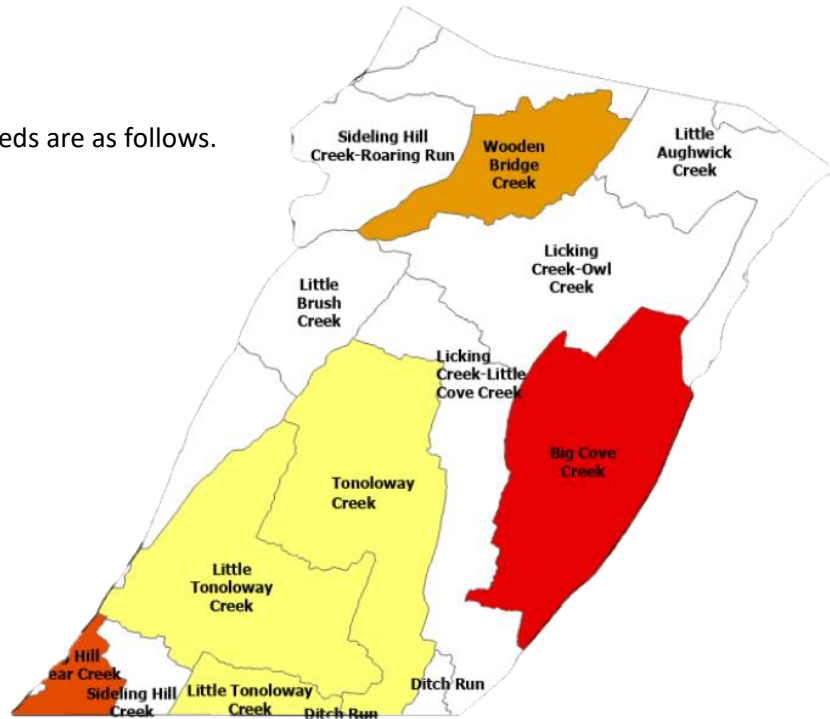 eds are as follows.
Sideling Hill
Creek-Roaring Run
Wooden
Bridge
Creek
Little
Aughwick
Creek
Licking
Creek-Owl
Creek
Little
Brush
Creek
Licking
Creek-Little
Cove Creek
Big Cove
Creek
Tonoloway
Creek
Little
Tonoloway
Creek
Hill
ear Creek
Sideling Hill
Creek
Little Tonoloway
Creek
Ditch Run
Ditch Run